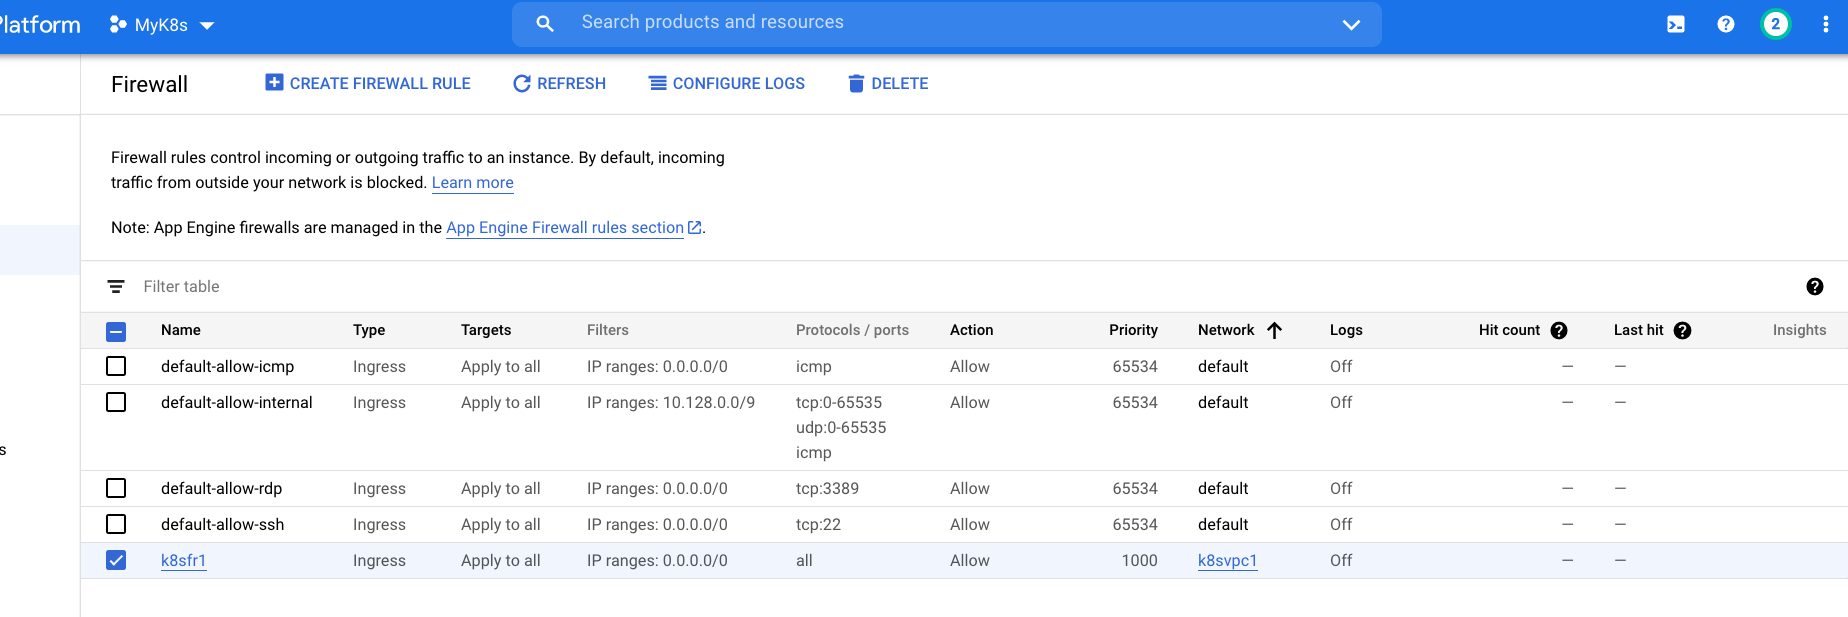 Platform MyK8s Search products and resources 2
Firewall CREATE FIREWALL RULE REFRESH CONFIGURE LOGS DELETE
Firewall rules control incoming or outgoing traffic to an instance. By default, incoming
traffic from outside your network is blocked. Learn more
Note: App Engine firewalls are managed in the App Engine Firewall rules section.
Filter table
Name Type Targets Filters Protocols / ports Action Priority Network Logs Hit count Last hit Insights
default-allow-icmp Ingress Apply to all IP ranges: 0.0.0.0/0 icmp Allow 65534 default Off — —
default-allow-internal Ingress Apply to all IP ranges: 10.128.0.0/9 tcp:0-65535 Allow 65534 default Off — —
udp:0-65535
s icmp
default-allow-rdp Ingress Apply to all IP ranges: 0.0.0.0/0 tcp:3389 Allow 65534 default Off — —
default-allow-ssh Ingress Apply to all IP ranges: 0.0.0.0/0 tcp:22 Allow 65534 default Off — —
k8sfr1 Ingress Apply to all IP ranges: 0.0.0.0/0 all Allow 1000 k8svpc1 Off — —